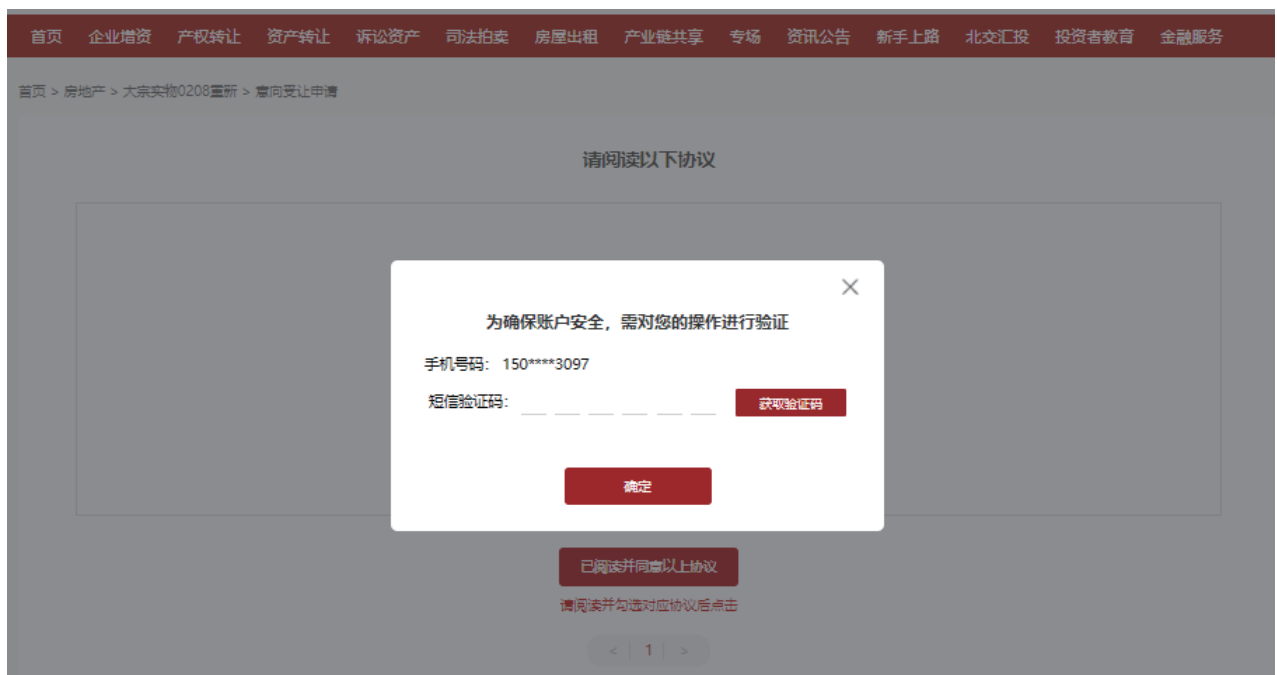 首页 企业增资 产权转让 资产转让 诉讼资产 司法拍卖 房屋出租 产业链共享 专场 资讯公告 新手上路 北交汇投 投资者教育 金融服务
首页 > 房地产 > 大宗实物0208重新 > 意向受让申请
请阅读以下协议
为确保账户安全，需对您的操作进行验证
手机号码： 150****3097
短信验证码： 获取验证码
确定
已阅读并同意以上协议
请阅读并勾选对应协议后点击
< 1 >